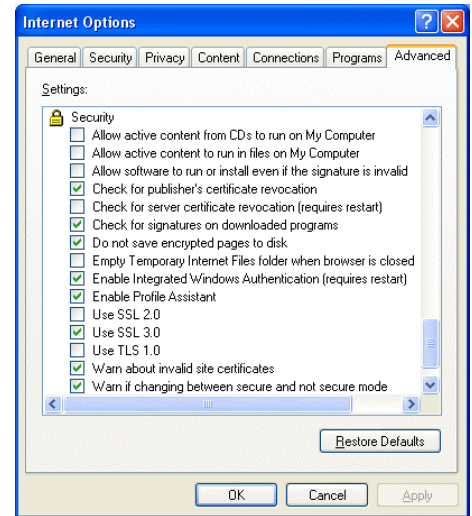 Internet Options
General Security Privacy Content Connections Programs Advanced
Settings:
Security
Allow active content from CDs to run on My Computer
Allow active content to run in files on My Computer
Allow software to run or install even if the signature is invalid
Check for publisher's certificate revocation
Check for server certificate revocation (requires restart)
Check for signatures on downloaded programs
Do not save encrypted pages to disk
Empty Temporary Internet Files folder when browser is closed
Enable Integrated Windows Authentication (requires restart)
Enable Profile Assistant
Use SSL 2.0
Use SSL 3.0
Use TLS 1.0
Warn about invalid site certificates
Warn if changing between secure and not secure mode
Restore Defaults
OK Cancel Apply